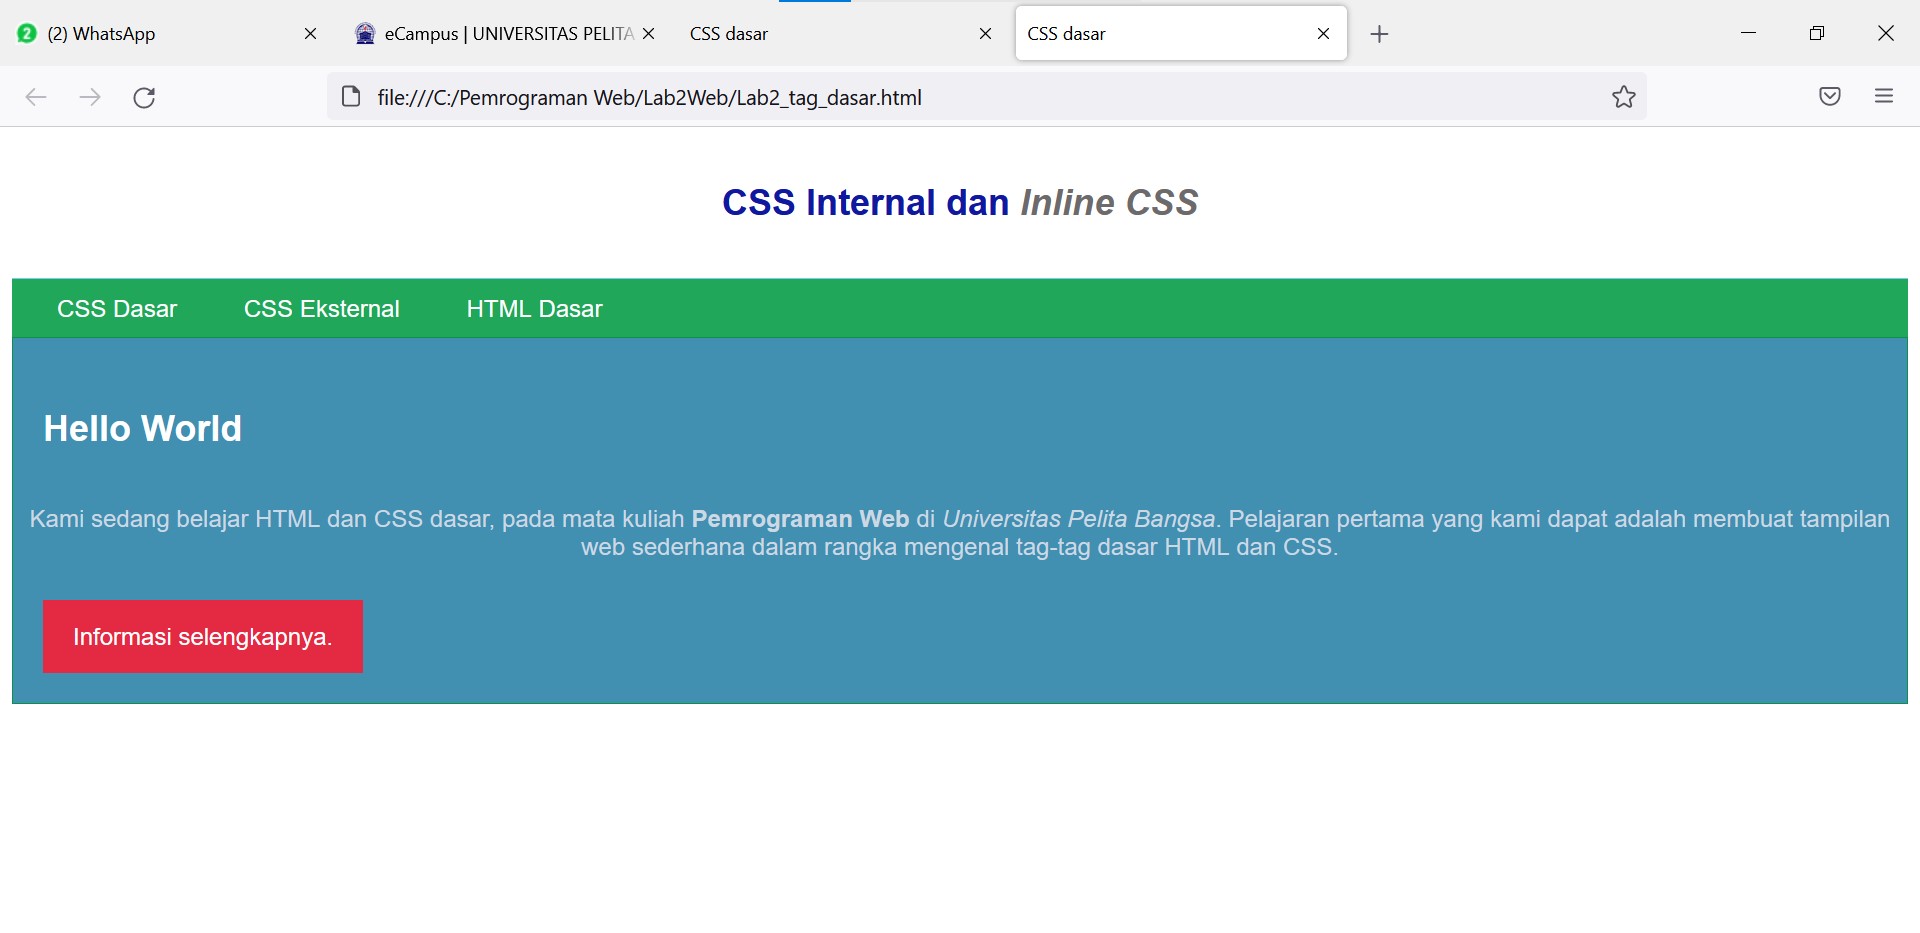 (2) WhatsApp eCampus | UNIVERSITAS PELITA CSS dasar CSS dasar
file:///C:/Pemrograman Web/Lab2Web/Lab2_tag_dasar.html
CSS Internal dan Inline CSS
CSS Dasar CSS Eksternal HTML Dasar
Hello World
Kami sedang belajar HTML dan CSS dasar, pada mata kuliah Pemrograman Web di Universitas Pelita Bangsa. Pelajaran pertama yang kami dapat adalah membuat tampilan
web sederhana dalam rangka mengenal tag-tag dasar HTML dan CSS.
Informasi selengkapnya.